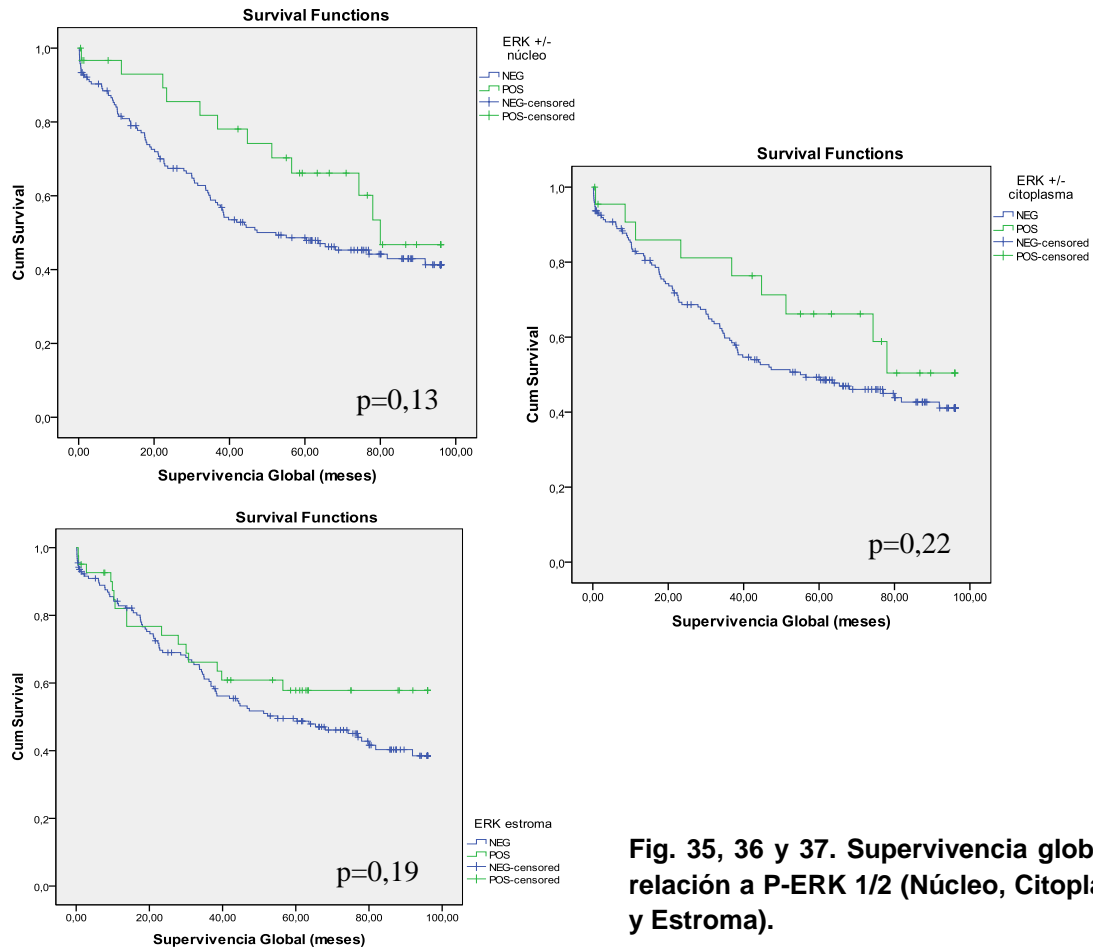 Survival Functions
ERK +/-
núcleo
NEG
POS
NEG-censored
POS-censored
1,0
0,8
0,6
0,4
0,2
0,0
Cum Survival
p=0,13
0,00 20,00 40,00 60,00 80,00 100,00
Supervivencia Global (meses)
Survival Functions
ERK +/-
citoplasma
NEG
POS
NEG-censored
POS-censored
1,0
0,8
0,6
0,4
0,2
0,0
Cum Survival
p=0,22
0,00 20,00 40,00 60,00 80,00 100,00
Supervivencia Global (meses)
Survival Functions
1,0
0,8
0,6
0,4
0,2
0,0
Cum Survival
ERK estroma
NEG
POS
NEG-censored
POS-censored
p=0,19
0,00 20,00 40,00 60,00 80,00 100,00
Supervivencia Global (meses)
Fig. 35, 36 y 37. Supervivencia glob
relación a P-ERK 1/2 (Núcleo, Citopla
y Estroma).